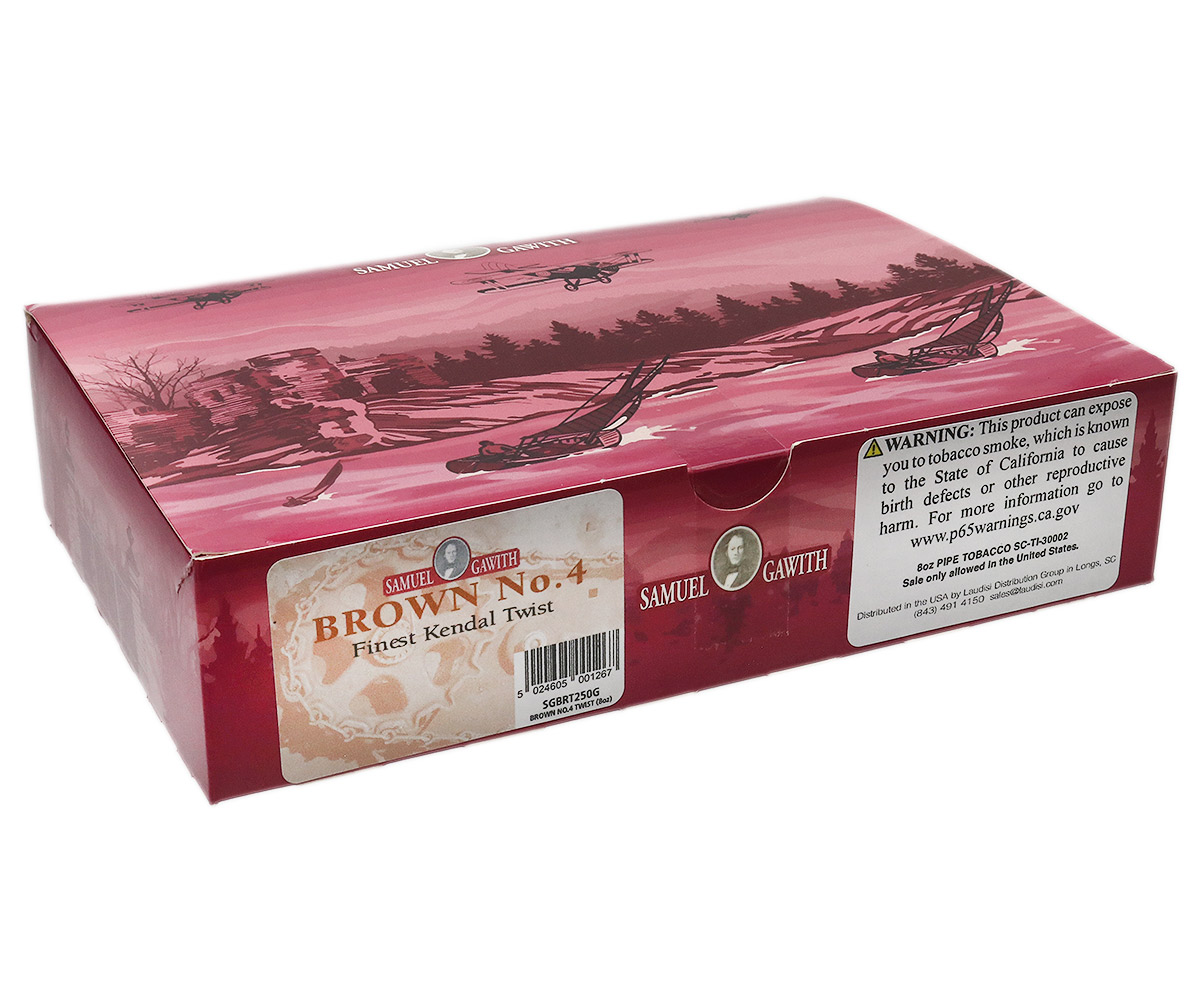 SAMUEL GAWITH
SAMUEL GAWITH
BROWN No.4
Finest Kendal Twist
5 024605 001267
SGBRT250G
BROWN NO.4 TWIST (8oz)
SAMUEL GAWITH
WARNING: This product can expose
you to tobacco smoke, which is known
to the State of California to cause
birth defects or other reproductive
harm. For more information go to
www.p65warnings.ca.gov
8oz PIPE TOBACCO SC-TI-30002
Sale only allowed in the United States.
Distributed in the USA by Laudisi Distribution Group in Longs, SC
(843) 491 4150 sales@laudisi.com